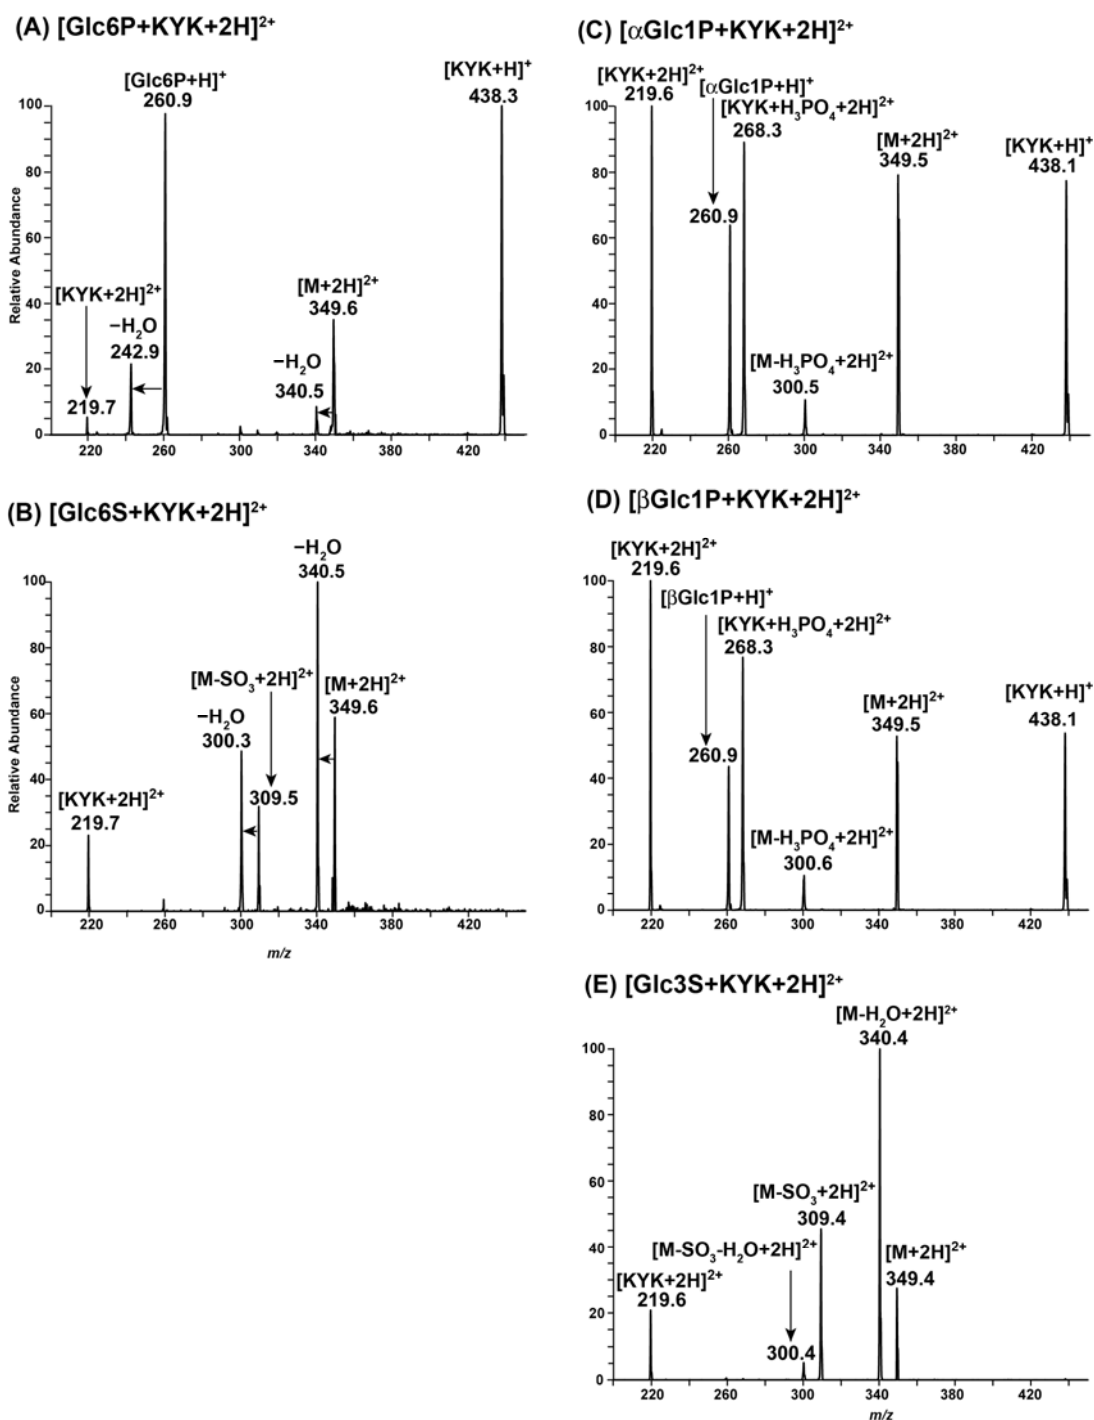 (A) [Glc6P+KYK+2H]²⁺
[Glc6P+H]⁺
260.9
[KYK+H]⁺
438.3
100
80
60
40
20
0
Relative Abundance
[KYK+2H]²⁺
219.7
−H₂O
242.9
[M+2H]²⁺
349.6
−H₂O
340.5
220
300
340
420
(B) [Glc6S+KYK+2H]²⁺
−H₂O
340.5
100
80
60
40
20
0
Relative Abundance
[M-SO₃+2H]²⁺
309.5
[M+2H]²⁺
349.6
−H₂O
300.3
[KYK+2H]²⁺
219.7
220
300
340
420
m/z
(C) [αGlc1P+KYK+2H]²⁺
[KYK+2H]²⁺
219.6
[αGlc1P+H]⁺
260.9
[KYK+H₃PO₄+2H]²⁺
268.3
[M+2H]²⁺
349.5
[KYK+H]⁺
438.1
[M-H₃PO₄+2H]²⁺
300.5
100
80
60
40
20
0
220
300
380
420
(D) [βGlc1P+KYK+2H]²⁺
[KYK+2H]²⁺
219.6
[βGlc1P+H]⁺
260.9
[KYK+H₃PO₄+2H]²⁺
268.3
[M+2H]²⁺
349.5
[KYK+H]⁺
438.1
[M-H₃PO₄+2H]²⁺
300.6
100
80
60
40
20
0
220
300
380
420
(E) [Glc3S+KYK+2H]²⁺
[M-H₂O+2H]²⁺
340.4
[M-SO₃+2H]²⁺
309.4
[M-SO₃-H₂O+2H]²⁺
300.4
[M+2H]²⁺
349.4
[KYK+2H]²⁺
219.6
100
80
60
40
20
0
220
260
300
340
380
420
m/z